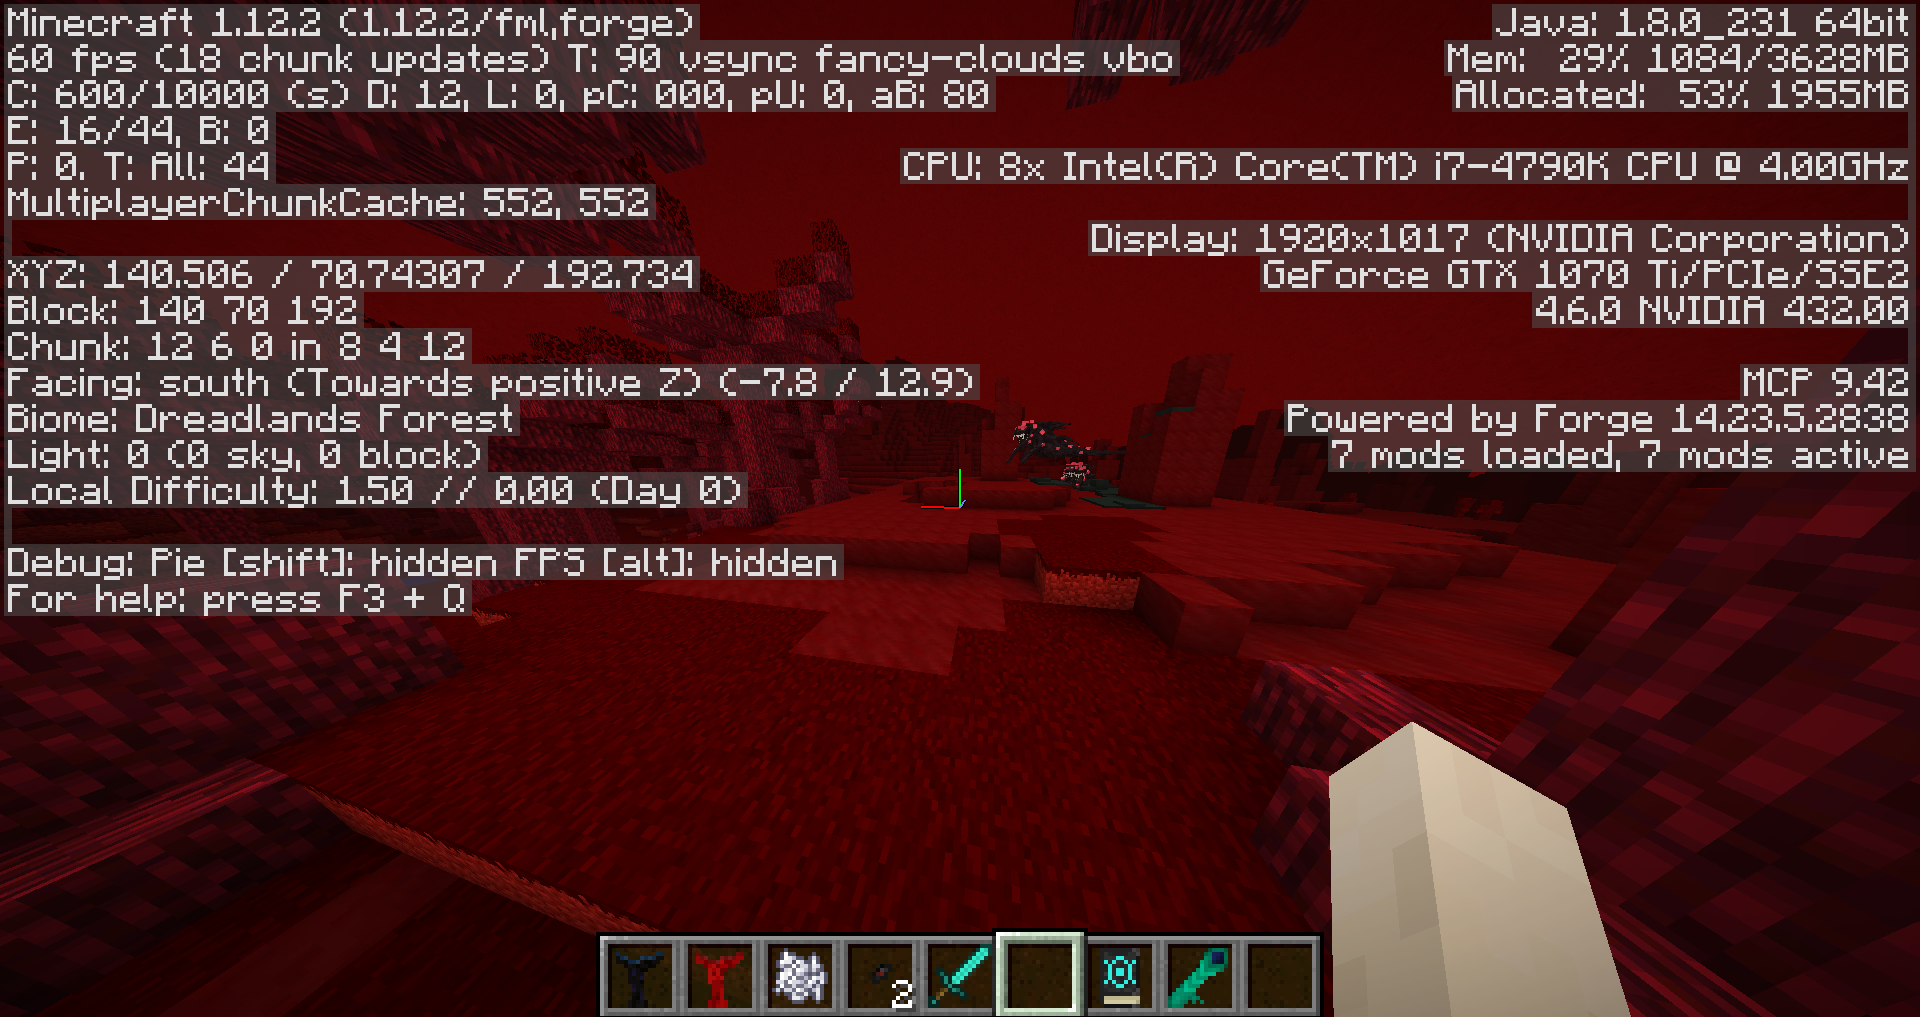 Minecraft 1.12.2 (1.12.2/fml,forge)
60 fps (18 chunk updates) T: 90 vsync fancy-clouds vbo
C: 600/10000 (s) D: 12, L: 0, pC: 000, pU: 0, aB: 80
E: 16/44, B: 0
P: 0. T: All: 44
MultiplayerChunkCache: 552, 552
XYZ: 140.506 / 70.74307 / 192.734
Block: 140 70 192
Chunk: 12 6 0 in 8 4 12
Facing: south (Towards positive Z) (-7.8 / 12.9)
Biome: Dreadlands Forest
Light: 0 (0 sky, 0 block)
Local Difficulty: 1.50 // 0.00 (Day 0)
Debug: Pie [shift]: hidden FPS [alt]: hidden
For help: press F3 + Q
Java: 1.8.0_231 64bit
Mem: 29% 1084/3628MB
Allocated: 53% 1955MB
CPU: 8x Intel(R) Core(TM) i7-4790K CPU @ 4.00GHz
Display: 1920x1017 (NVIDIA Corporation)
GeForce GTX 1070 Ti/PCIe/SSE2
4.6.0 NVIDIA 432.00
MCP 9.42
Powered by Forge 14.23.5.2838
7 mods loaded, 7 mods active
2